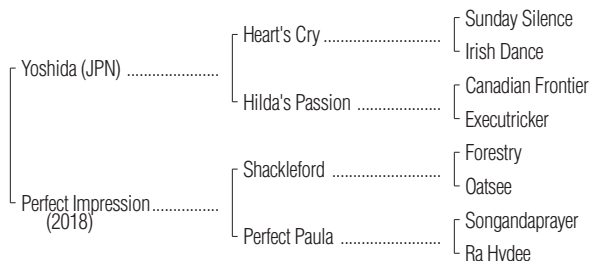 Sunday Silence
Heart's Cry
Irish Dance
Yoshida (JPN)
Canadian Frontier
Hilda's Passion
Executricker
Forestry
Shackleford
Oatsee
Perfect Impression
(2018)
Songandaprayer
Perfect Paula
Ra Hydee